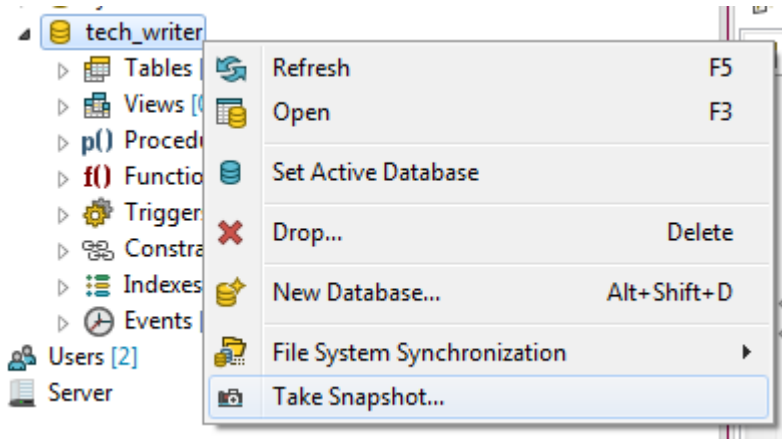 tech_writer
Tables [
Views [
p() Procedu
f() Functio
Trigger
Constra
Indexes
Events [
Users [2]
Server
Refresh F5
Open F3
Set Active Database
Drop... Delete
New Database... Alt+Shift+D
File System Synchronization
Take Snapshot...